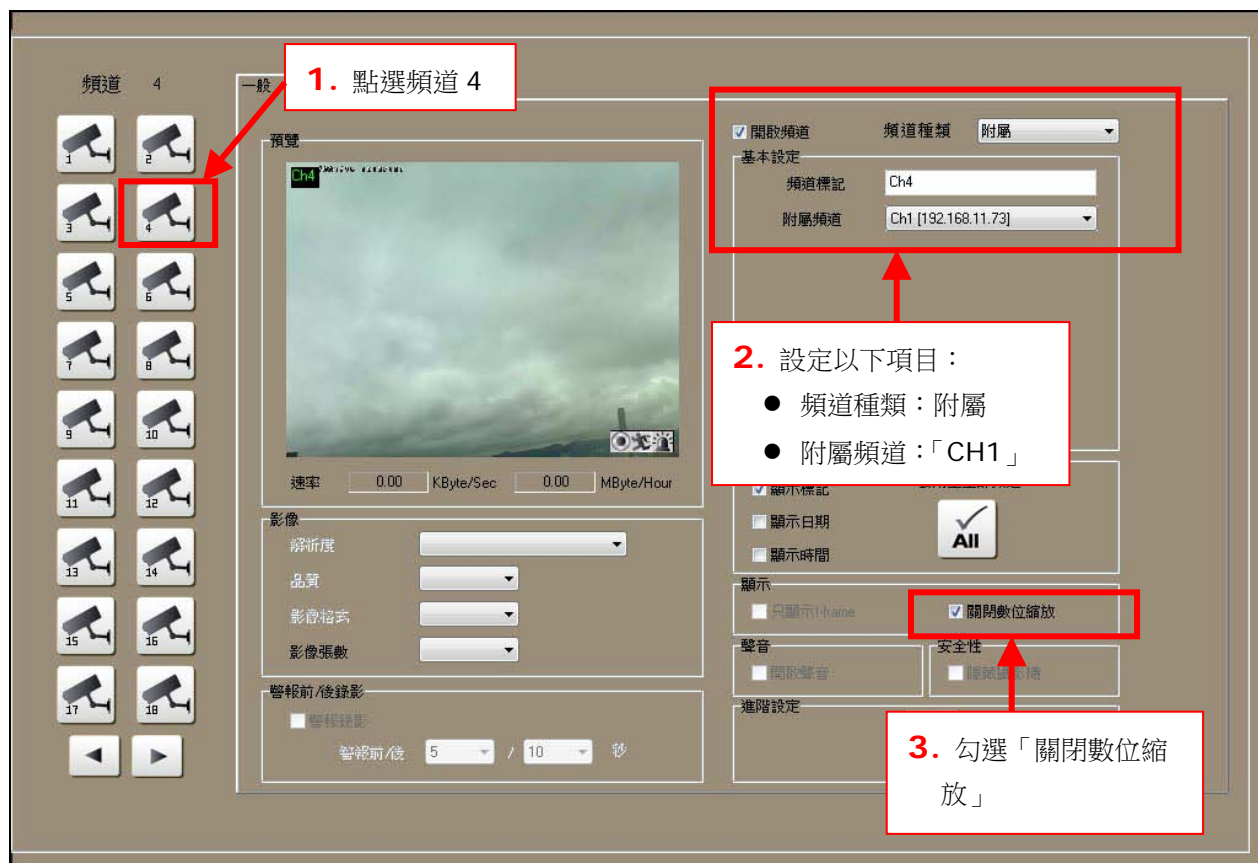 頻道 4
1
2
3
4
5
6
7
8
9
10
11
12
13
14
15
16
17
18
一般
1. 點選頻道 4
預覽
Ch4
速率 0.00 KByte/Sec 0.00 MByte/Hour
影像
解析度
品質
影像格式
影像張數
警報前/後錄影
警報錄影
警報前/後 5 / 10 秒
開啟頻道 頻道種類 附屬
基本設定
頻道標記 Ch4
附屬頻道 Ch1 [192.168.11.73]
2. 設定以下項目：
● 頻道種類：附屬
● 附屬頻道：「CH1」
顯示標記
顯示日期
顯示時間
All
顯示
只顯示I-frame 關閉數位縮放
聲音
開啟聲音
安全性
隱藏攝影機
進階設定
3. 勾選「關閉數位縮
放」